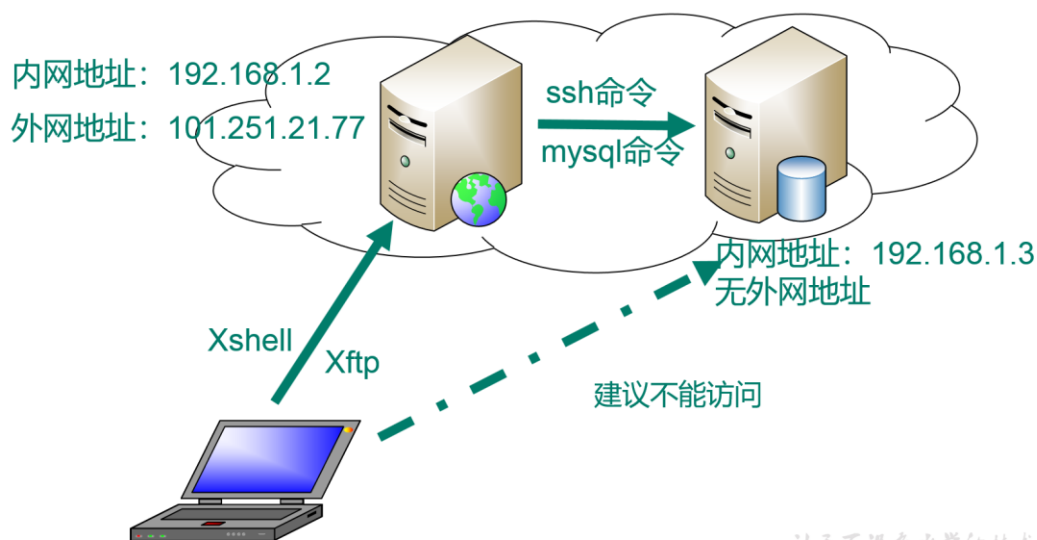 内网地址：192.168.1.2
外网地址：101.251.21.77
ssh命令
mysql命令
内网地址：192.168.1.3
无外网地址
Xshell
Xftp
建议不能访问